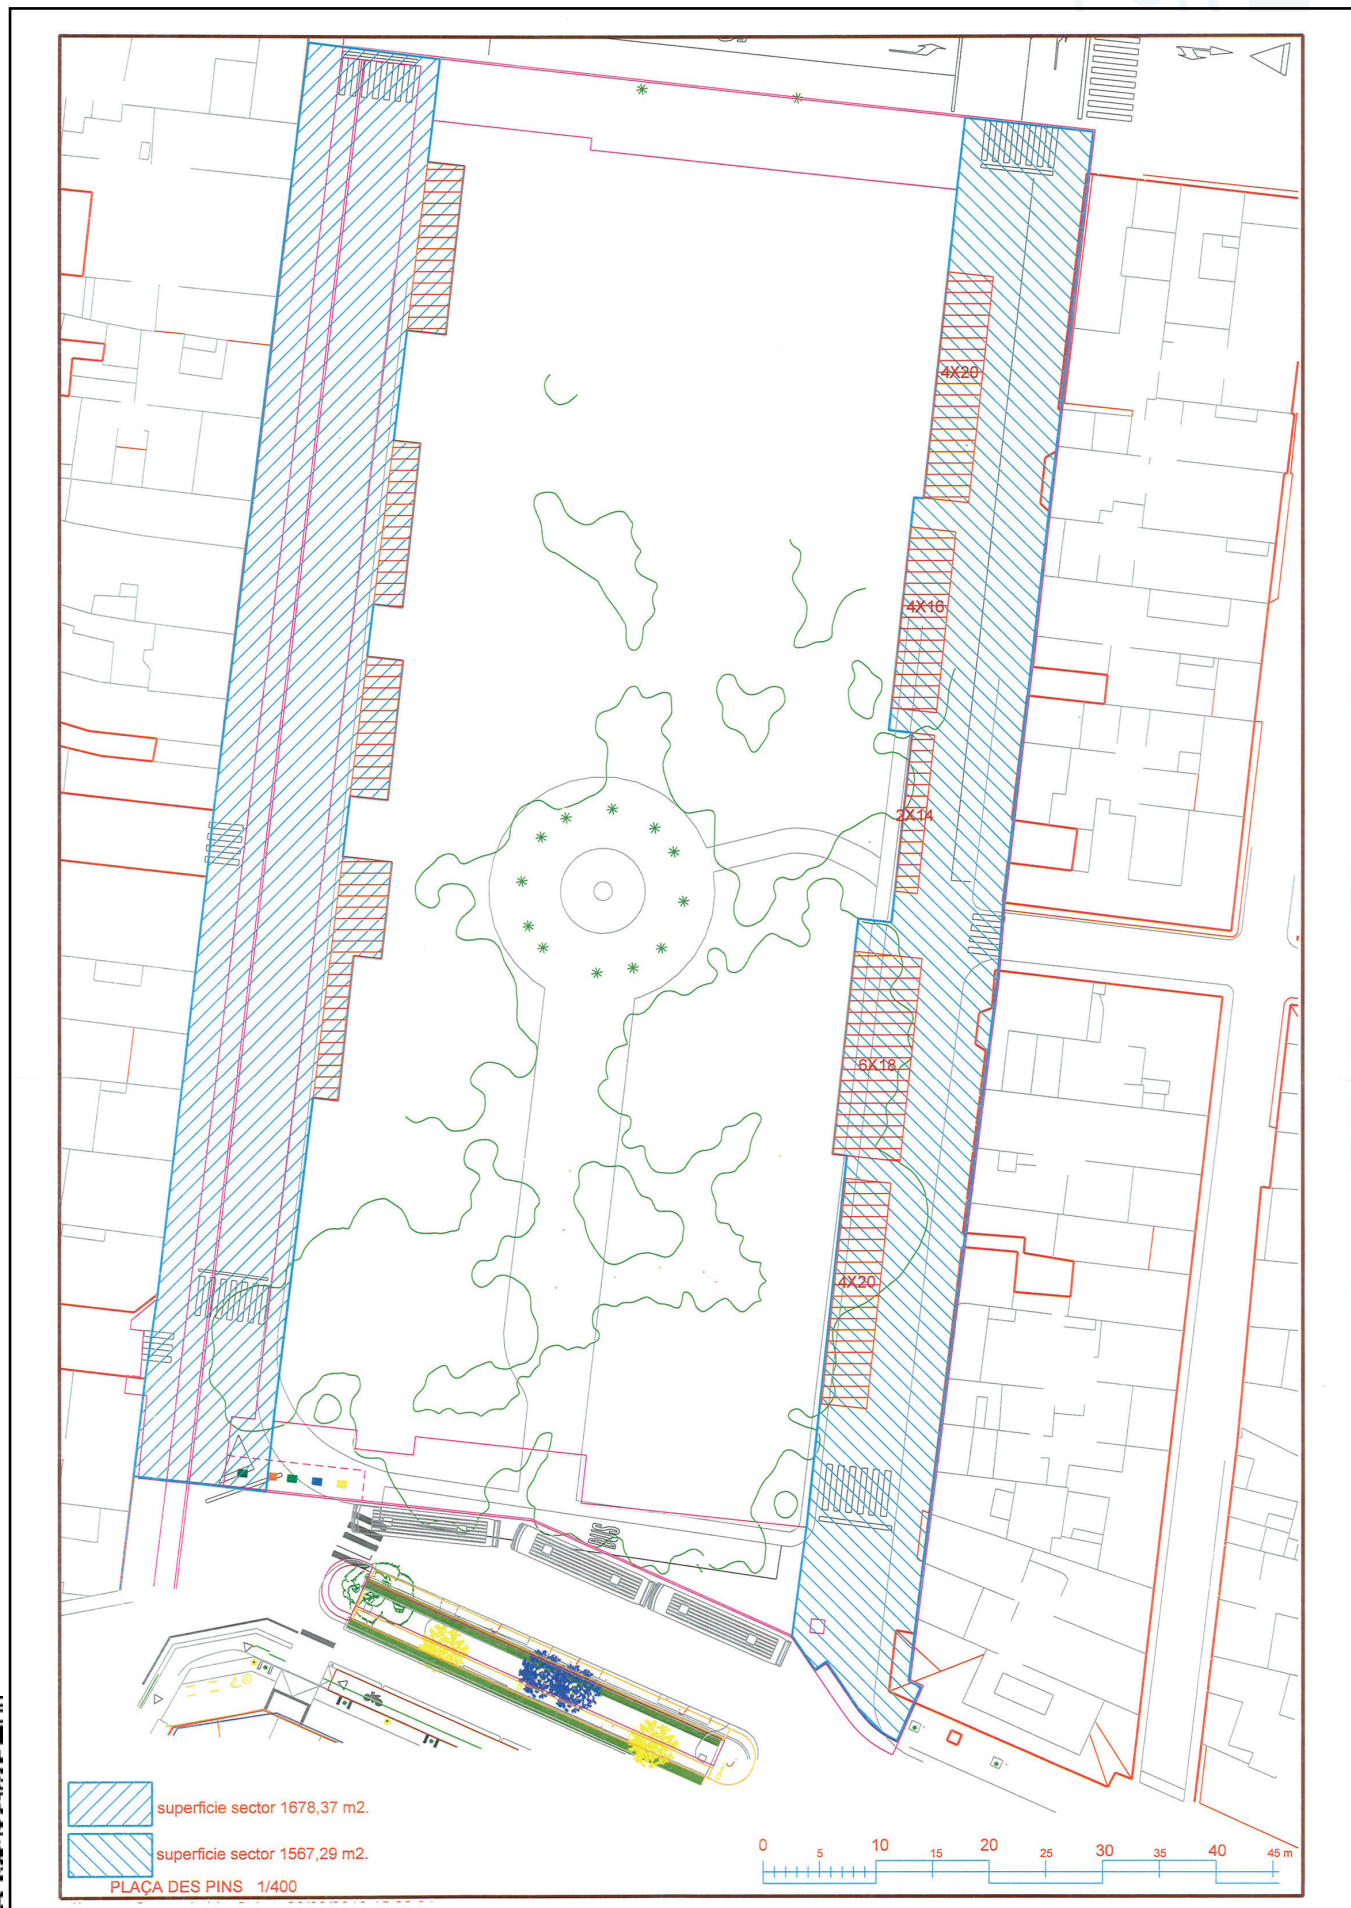 4X20
4X16
2X14
6X18
4X20
BUS
superficie sector 1678,37 m2.
superficie sector 1567,29 m2.
PLAÇA DES PINS 1/400
0 5 10 15 20 25 30 35 40 45 m